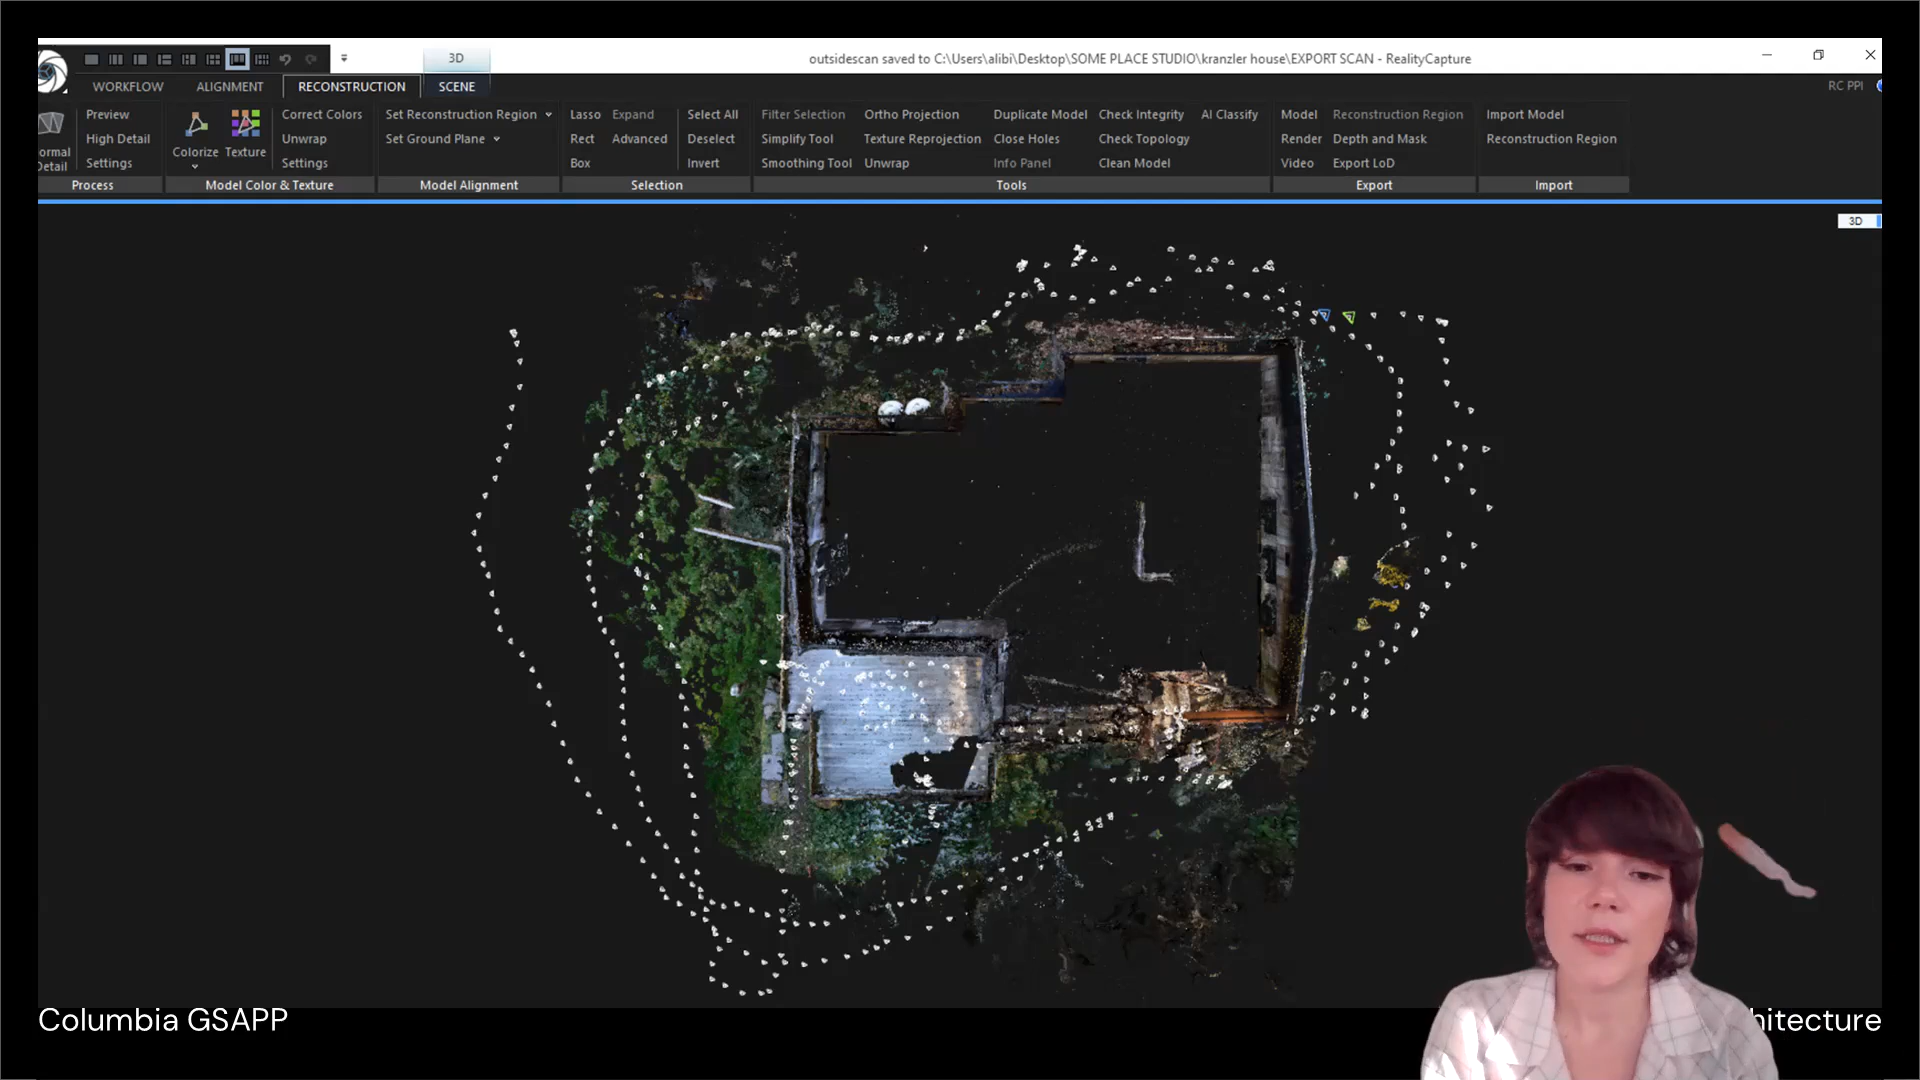 3D
outsidescan saved to C:\Users\alibi\Desktop\SOME PLACE STUDIO\kranzler house\EXPORT SCAN - RealityCapture
WORKFLOW ALIGNMENT RECONSTRUCTION SCENE RC PPI
Preview
High Detail
Settings
ormal
Detail
Process
Colorize Texture
Correct Colors
Unwrap
Settings
Model Color & Texture
Set Reconstruction Region
Set Ground Plane
Model Alignment
Lasso Expand Select All
Rect Advanced Deselect
Box Invert
Selection
Filter Selection Ortho Projection Duplicate Model Check Integrity AI Classify
Simplify Tool Texture Reprojection Close Holes Check Topology
Smoothing Tool Unwrap Info Panel Clean Model
Tools
Model Reconstruction Region
Render Depth and Mask
Video Export LoD
Export
Import Model
Reconstruction Region
Import
3D
Columbia GSAPP
hitecture